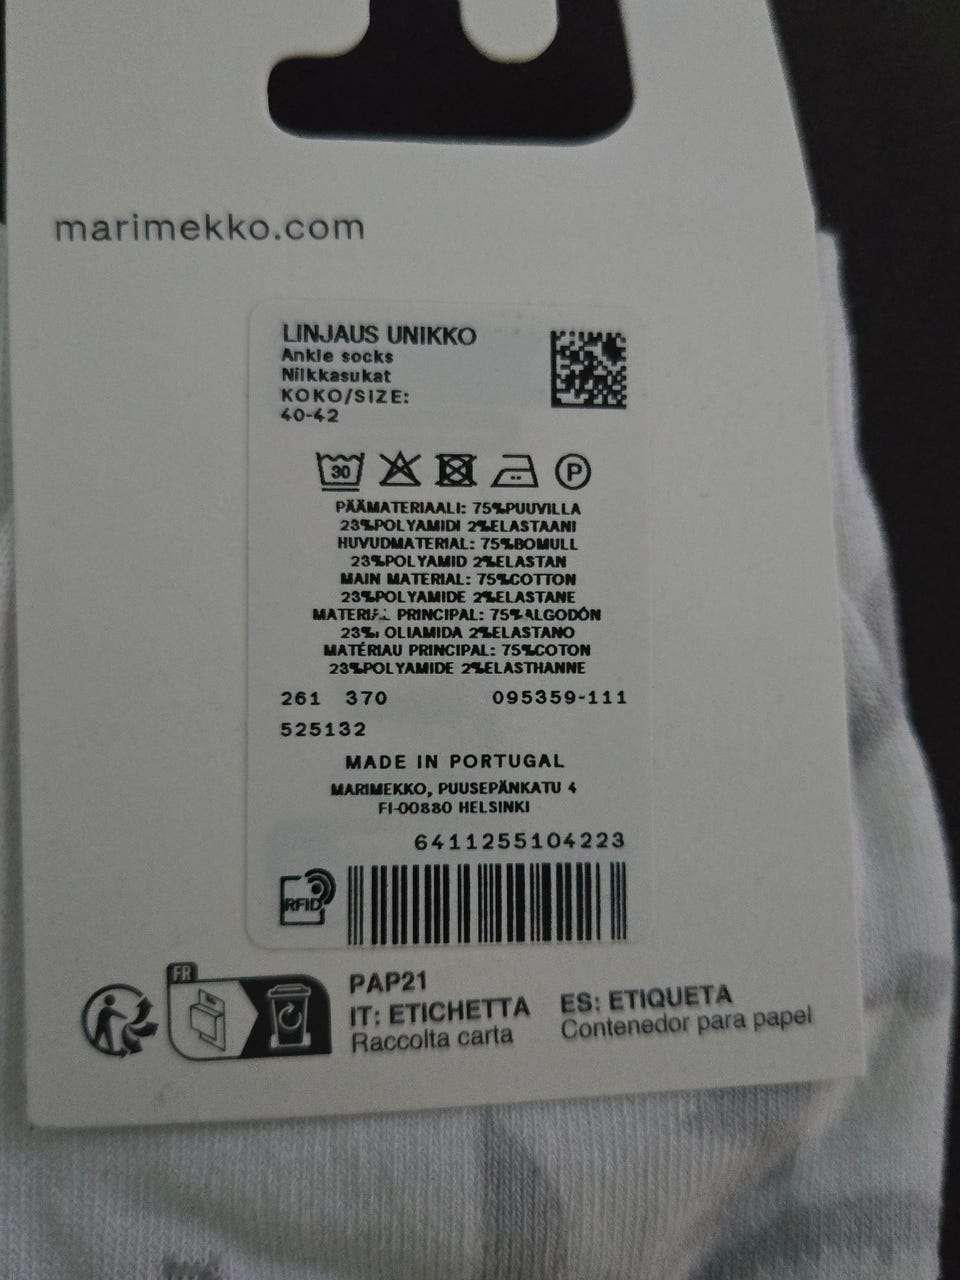 marimekko.com
LINJAUS UNIKKO
Ankle socks
Nilkkasukat
KOKO/SIZE:
40-42
30
P
PÄÄMATERIAALI: 75%PUUVILLA
23%POLYAMIDI 2%ELASTAANI
HUVUDMATERIAL: 75%BOMULL
23%POLYAMID 2%ELASTAN
MAIN MATERIAL: 75%COTTON
23%POLYAMIDE 2%ELASTANE
MATERIAL PRINCIPAL: 75%ALGODÓN
23%POLIAMIDA 2%ELASTANO
MATÉRIAU PRINCIPAL: 75%COTON
23%POLYAMIDE 2%ELASTHANNE
261 370 095359-111
525132
MADE IN PORTUGAL
MARIMEKKO, PUUSEPÄNKATU 4
FI-00880 HELSINKI
6411255104223
RFID
FR
PAP21
IT: ETICHETTA
Raccolta carta
ES: ETIQUETA
Contenedor para papel